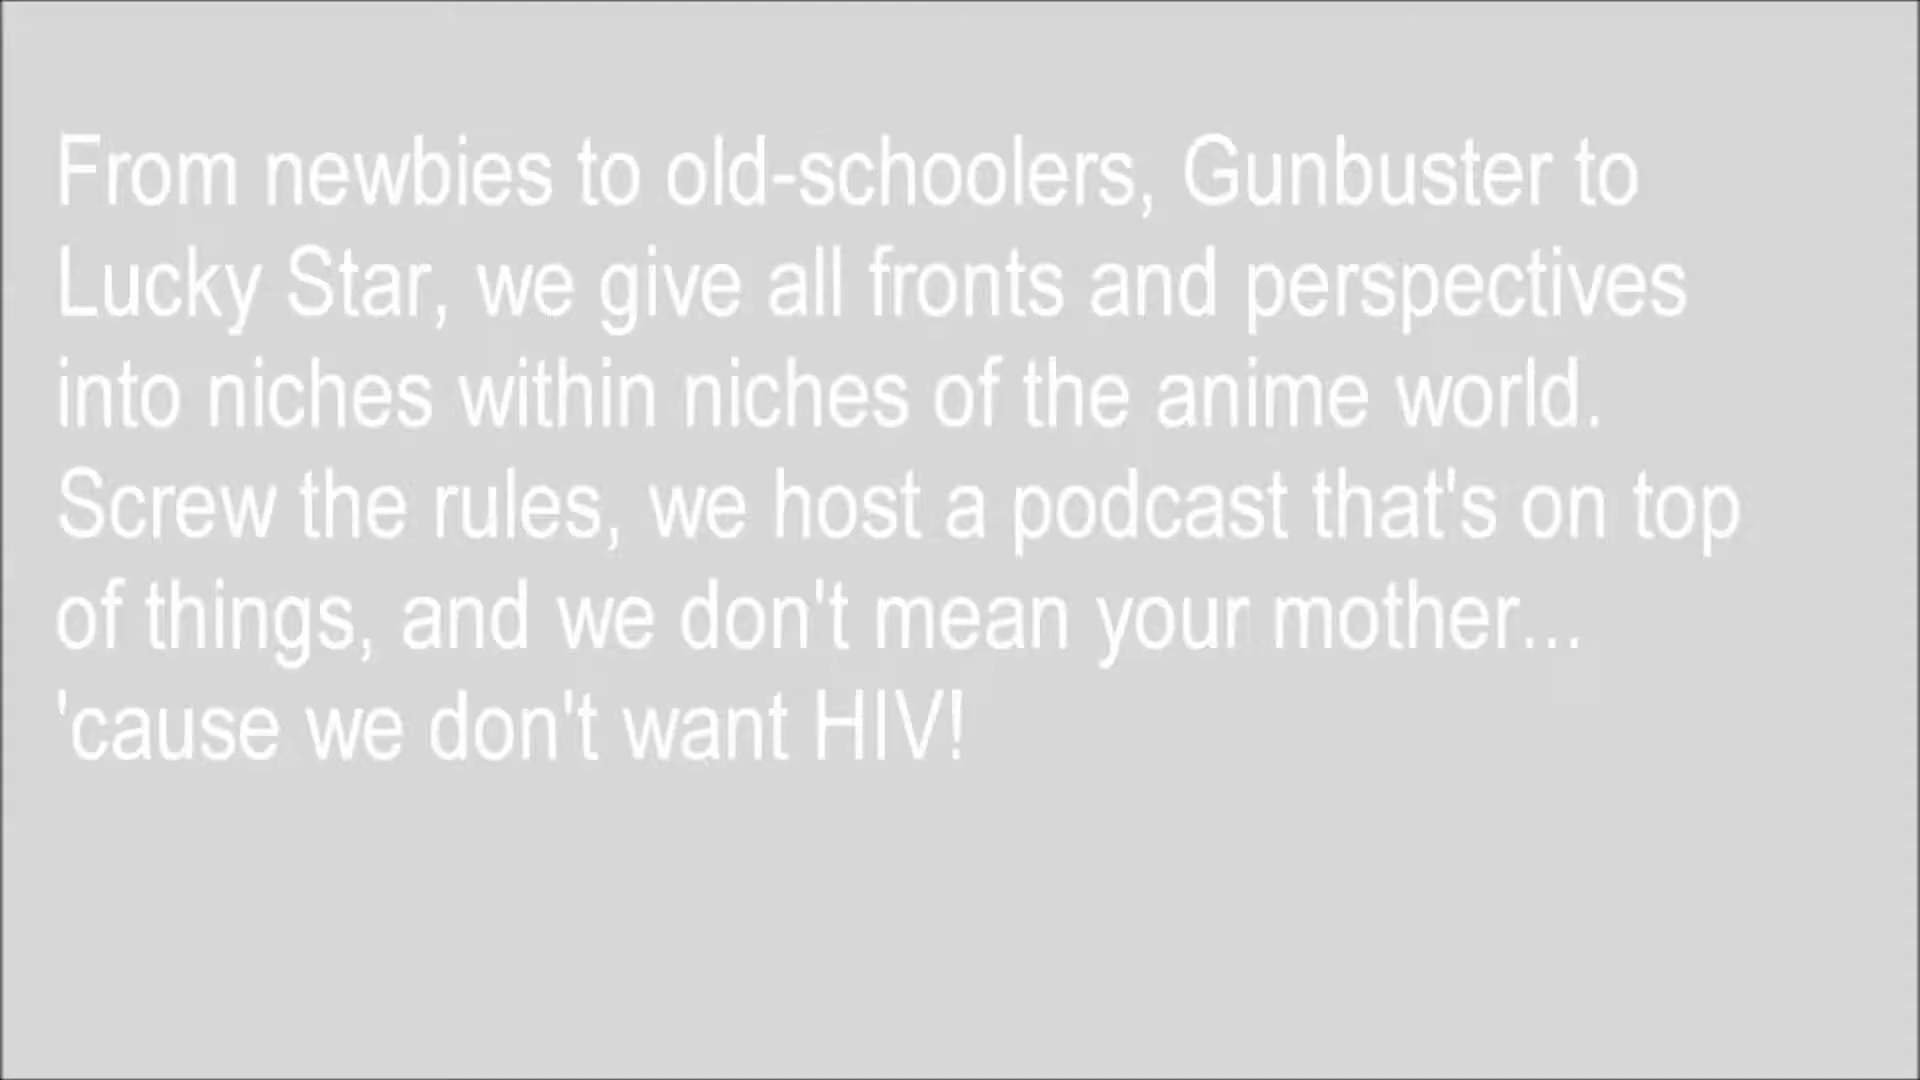 From newbies to old-schoolers, Gunbuster to
Lucky Star, we give all fronts and perspectives
into niches within niches of the anime world.
Screw the rules, we host a podcast that's on top
of things, and we don't mean your mother...
'cause we don't want HIV!